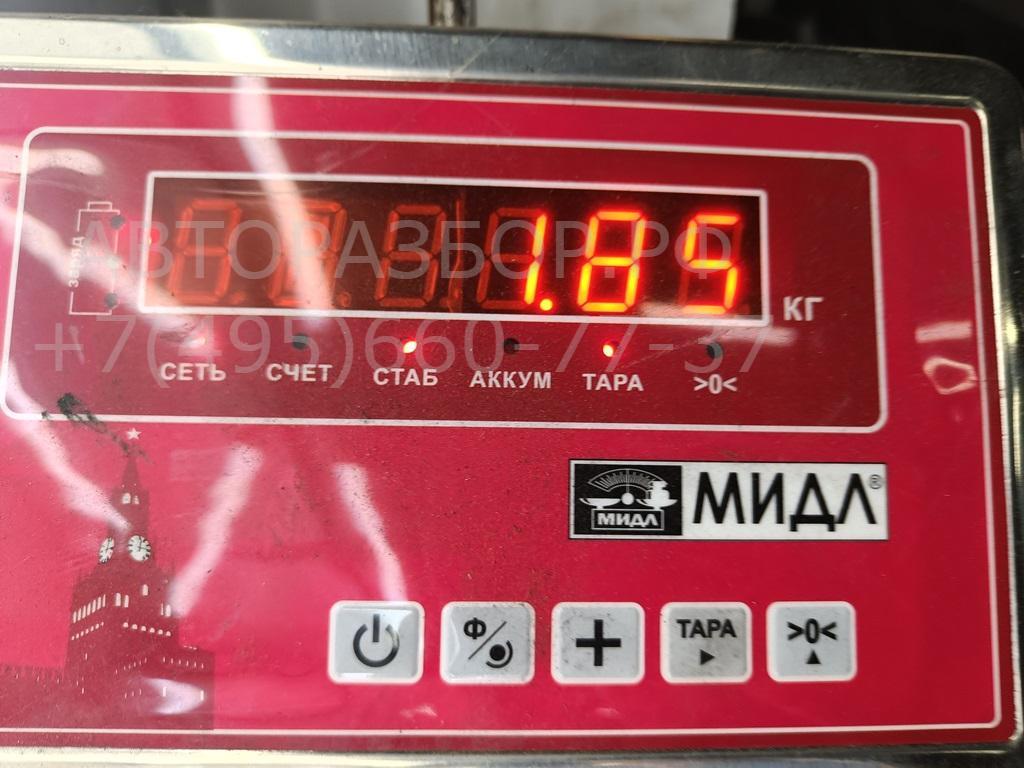 заряд
1.85
КГ
АВТОРАЗБОР.РФ
+7(495)660-77-37
СЕТЬ СЧЕТ СТАБ АККУМ ТАРА >0<
МИДЛ МИДЛ®
Ф + ТАРА >0<